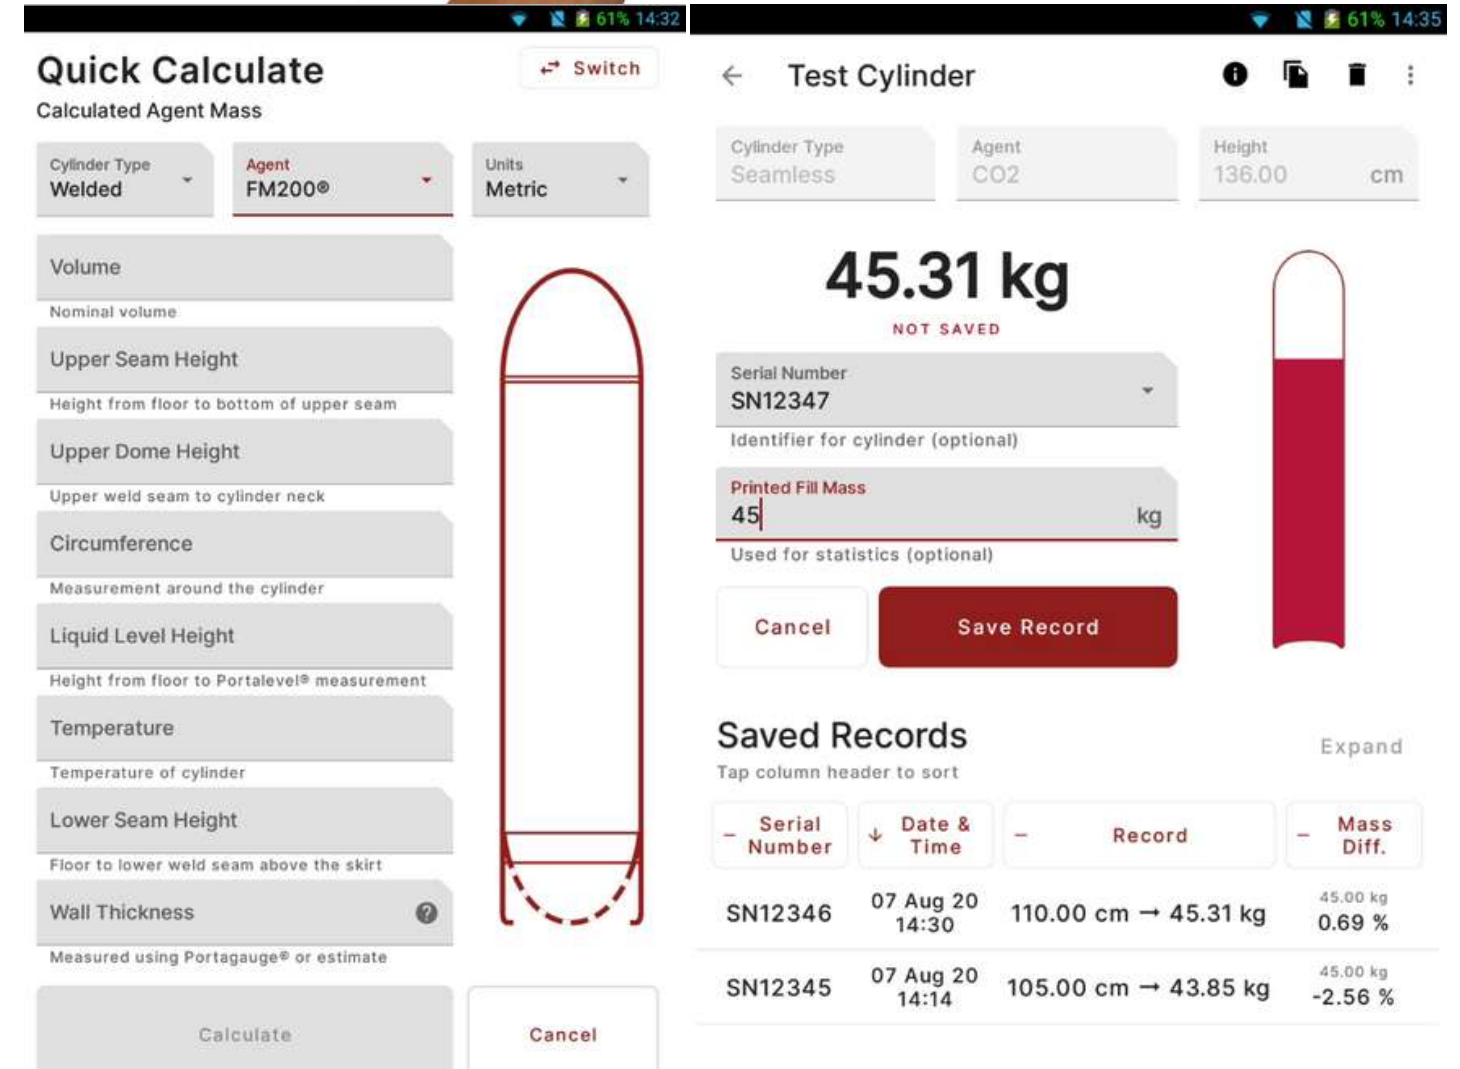 61% 14:32
Quick Calculate
Switch
Calculated Agent Mass
Cylinder Type
Welded
Agent
FM200®
Units
Metric
Volume
Nominal volume
Upper Seam Height
Height from floor to bottom of upper seam
Upper Dome Height
Upper weld seam to cylinder neck
Circumference
Measurement around the cylinder
Liquid Level Height
Height from floor to Portalevel® measurement
Temperature
Temperature of cylinder
Lower Seam Height
Floor to lower weld seam above the skirt
Wall Thickness
Measured using Portagauge® or estimate
Calculate
Cancel
61% 14:35
Test Cylinder
Cylinder Type
Seamless
Agent
CO2
Height
136.00 cm
45.31 kg
NOT SAVED
Serial Number
SN12347
Identifier for cylinder (optional)
Printed Fill Mass
45 kg
Used for statistics (optional)
Cancel
Save Record
Saved Records
Expand
Tap column header to sort
Serial
Number
Date &
Time
Record
Mass
Diff.
SN12346
07 Aug 20
14:30
110.00 cm → 45.31 kg
45.00 kg
0.69 %
SN12345
07 Aug 20
14:14
105.00 cm → 43.85 kg
45.00 kg
-2.56 %